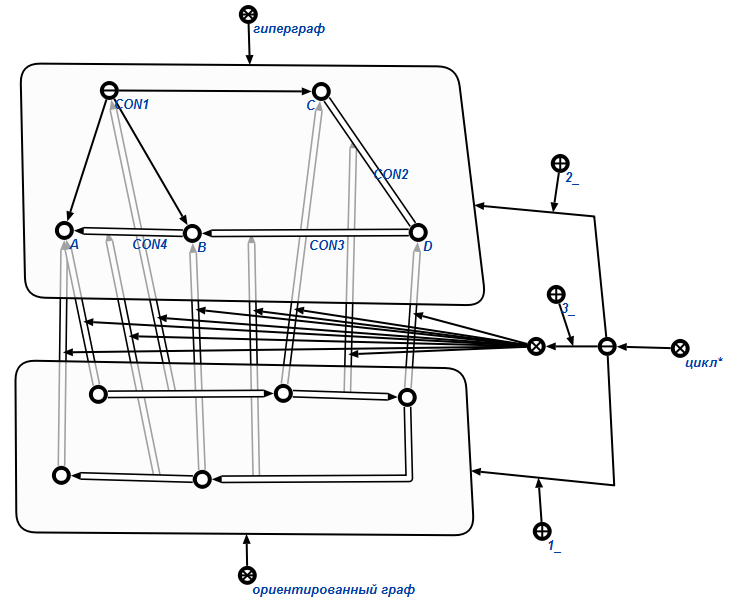 гиперграф
CON1
C
CON2
2_
A
CON4
B
CON3
D
3_
цикл*
1_
ориентированный граф